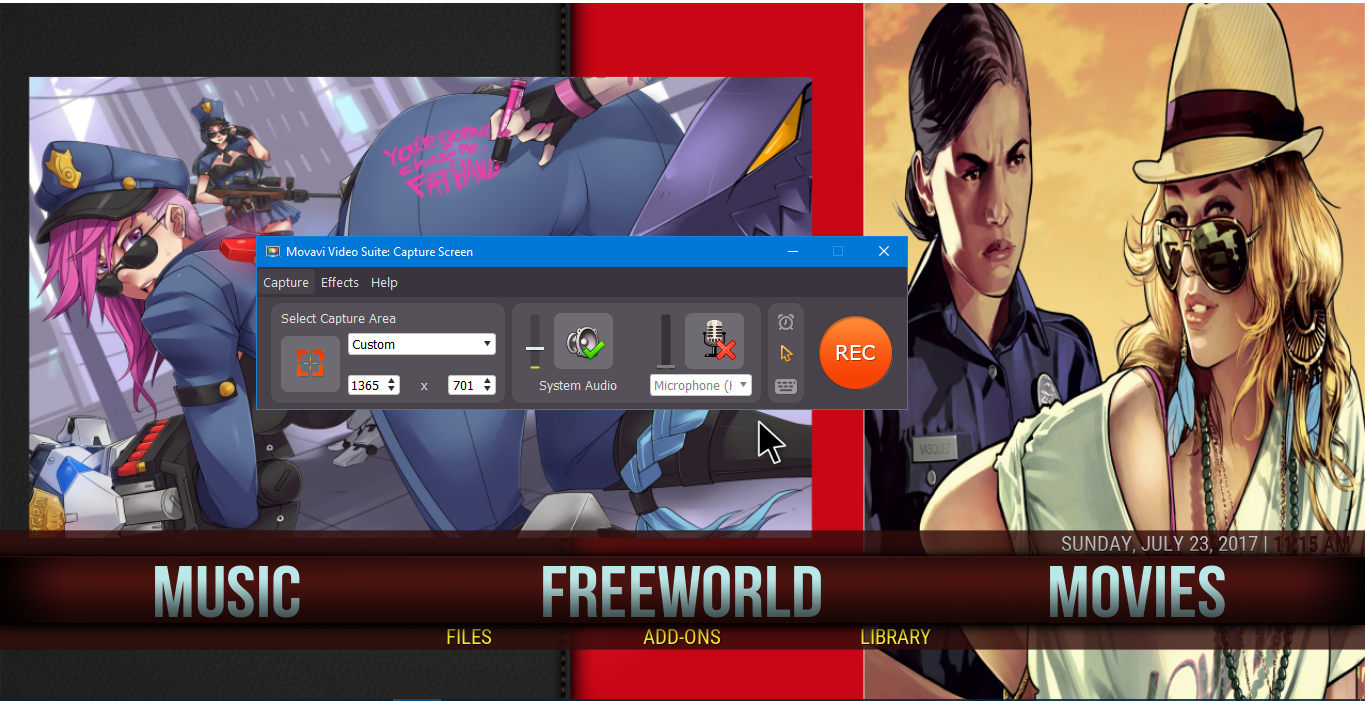 You're gonna
chase me,
FAT HANDS
Movavi Video Suite: Capture Screen
Capture Effects Help
Select Capture Area
Custom
1365 x 701
System Audio
Microphone (H
REC
VASQUEZ
SUNDAY, JULY 23, 2017 | 11:15 AM
MUSIC FREEWORLD MOVIES
FILES ADD-ONS LIBRARY